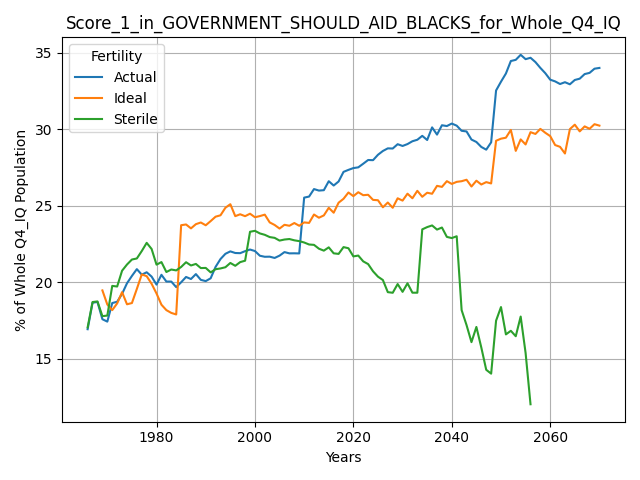 Score_1_in_GOVERNMENT_SHOULD_AID_BLACKS_for_Whole_Q4_IQ
Fertility
Actual
Ideal
Sterile
% of Whole Q4_IQ Population
35
30
25
20
15
1980 2000 2020 2040 2060
Years